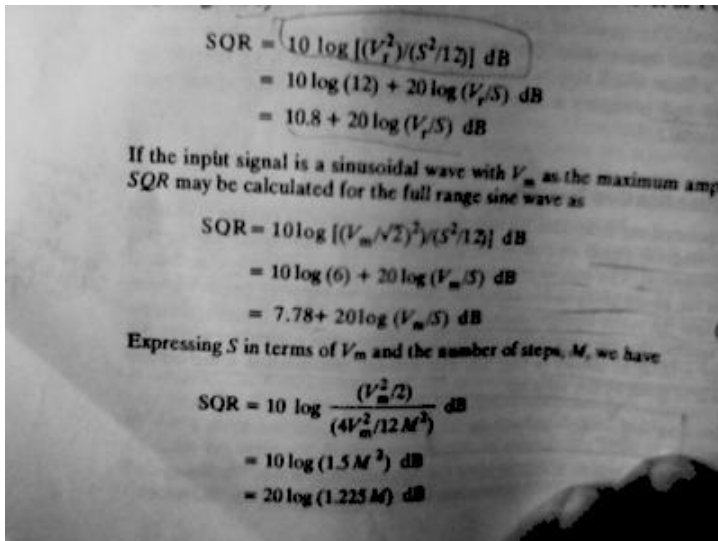 SQR = 10 log [(V_r²)/(S²/12)] dB
= 10 log (12) + 20 log (V_r/S) dB
= 10.8 + 20 log (V_r/S) dB
If the input signal is a sinusoidal wave with V_m as the maximum amp
SQR may be calculated for the full range sine wave as
SQR = 10log [(V_m/√2)²)/(S²/12)] dB
= 10 log (6) + 20 log (V_m/S) dB
= 7.78+ 20log (V_m/S) dB
Expressing S in terms of V_m and the number of steps, M, we have
SQR = 10 log (V_m²/2) / (4V_m²/12 M²) dB
= 10 log (1.5 M²) dB
= 20 log (1.225 M) dB